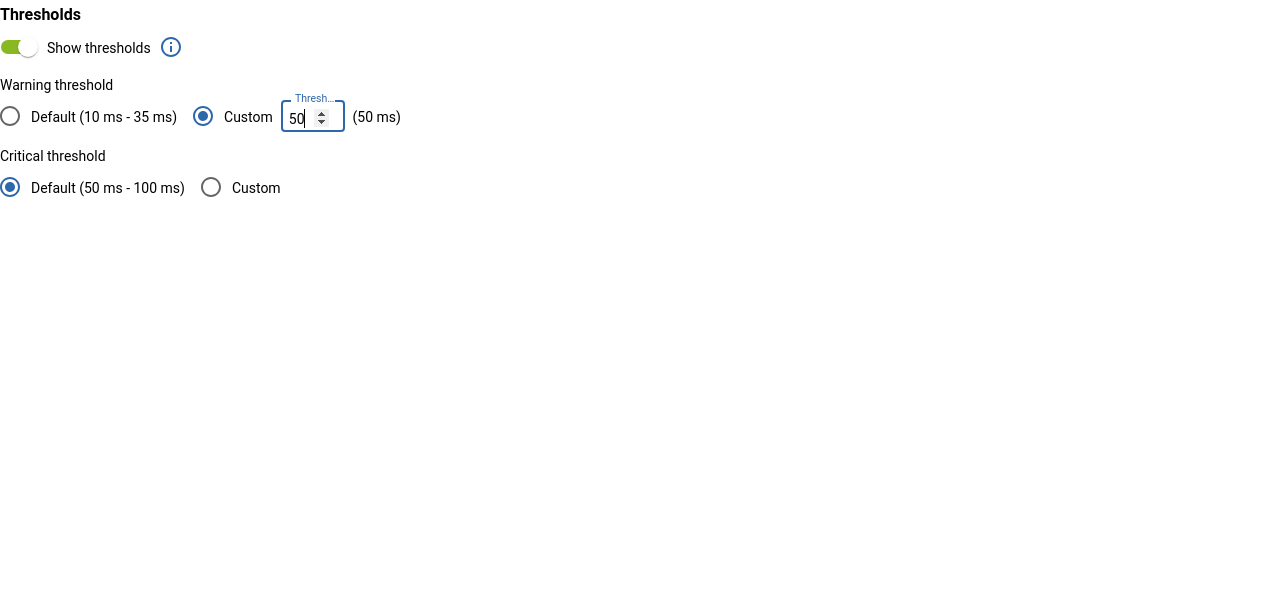 Thresholds
Show thresholds
Warning threshold
Default (10 ms - 35 ms) Custom Thresh... 50 (50 ms)
Critical threshold
Default (50 ms - 100 ms) Custom